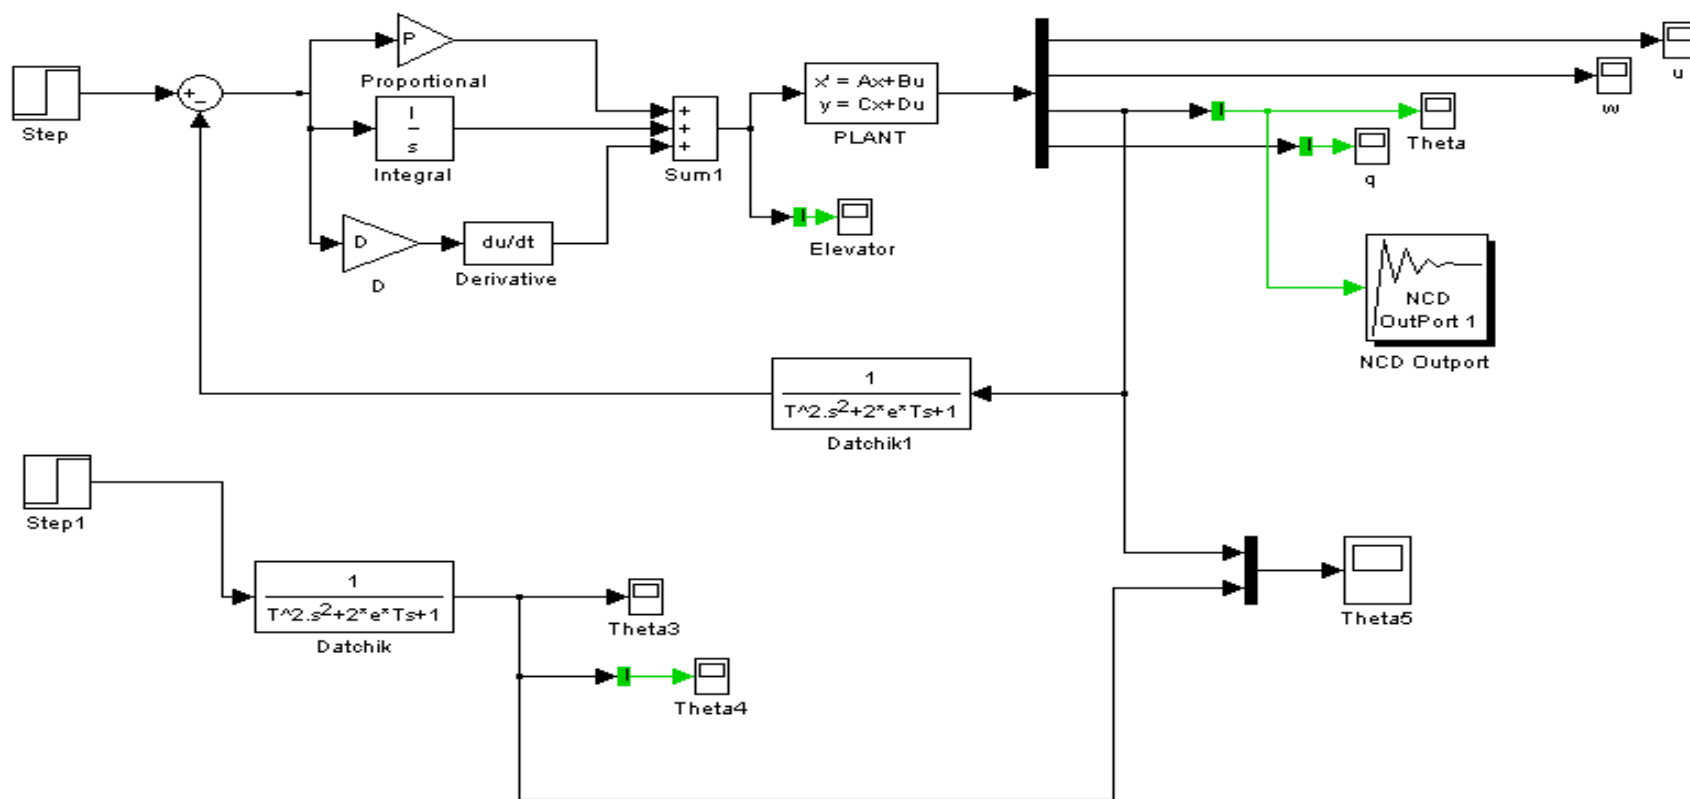 Step
+
-
P
Proportional
I
s
Integral
D
D
du/dt
Derivative
+
+
+
Sum1
x' = Ax+Bu
y = Cx+Du
PLANT
Elevator
u
w
Theta
q
NCD
OutPort 1
NCD Outport
1
T^2.s²+2*e*Ts+1
Datchik1
Step1
1
T^2.s²+2*e*Ts+1
Datchik
Theta3
Theta4
Theta5